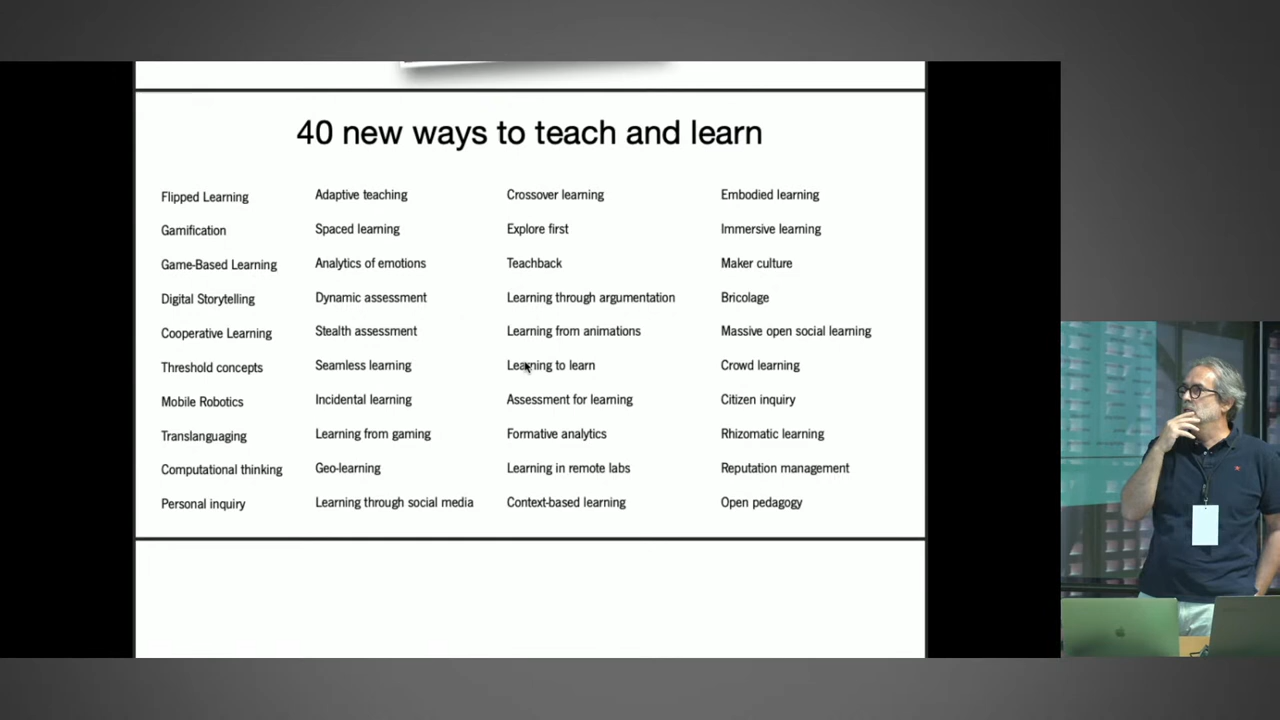 40 new ways to teach and learn
Flipped Learning
Gamification
Game-Based Learning
Digital Storytelling
Cooperative Learning
Threshold concepts
Mobile Robotics
Translanguaging
Computational thinking
Personal inquiry
Adaptive teaching
Spaced learning
Analytics of emotions
Dynamic assessment
Stealth assessment
Seamless learning
Incidental learning
Learning from gaming
Geo-learning
Learning through social media
Crossover learning
Explore first
Teachback
Learning through argumentation
Learning from animations
Learning to learn
Assessment for learning
Formative analytics
Learning in remote labs
Context-based learning
Embodied learning
Immersive learning
Maker culture
Bricolage
Massive open social learning
Crowd learning
Citizen inquiry
Rhizomatic learning
Reputation management
Open pedagogy